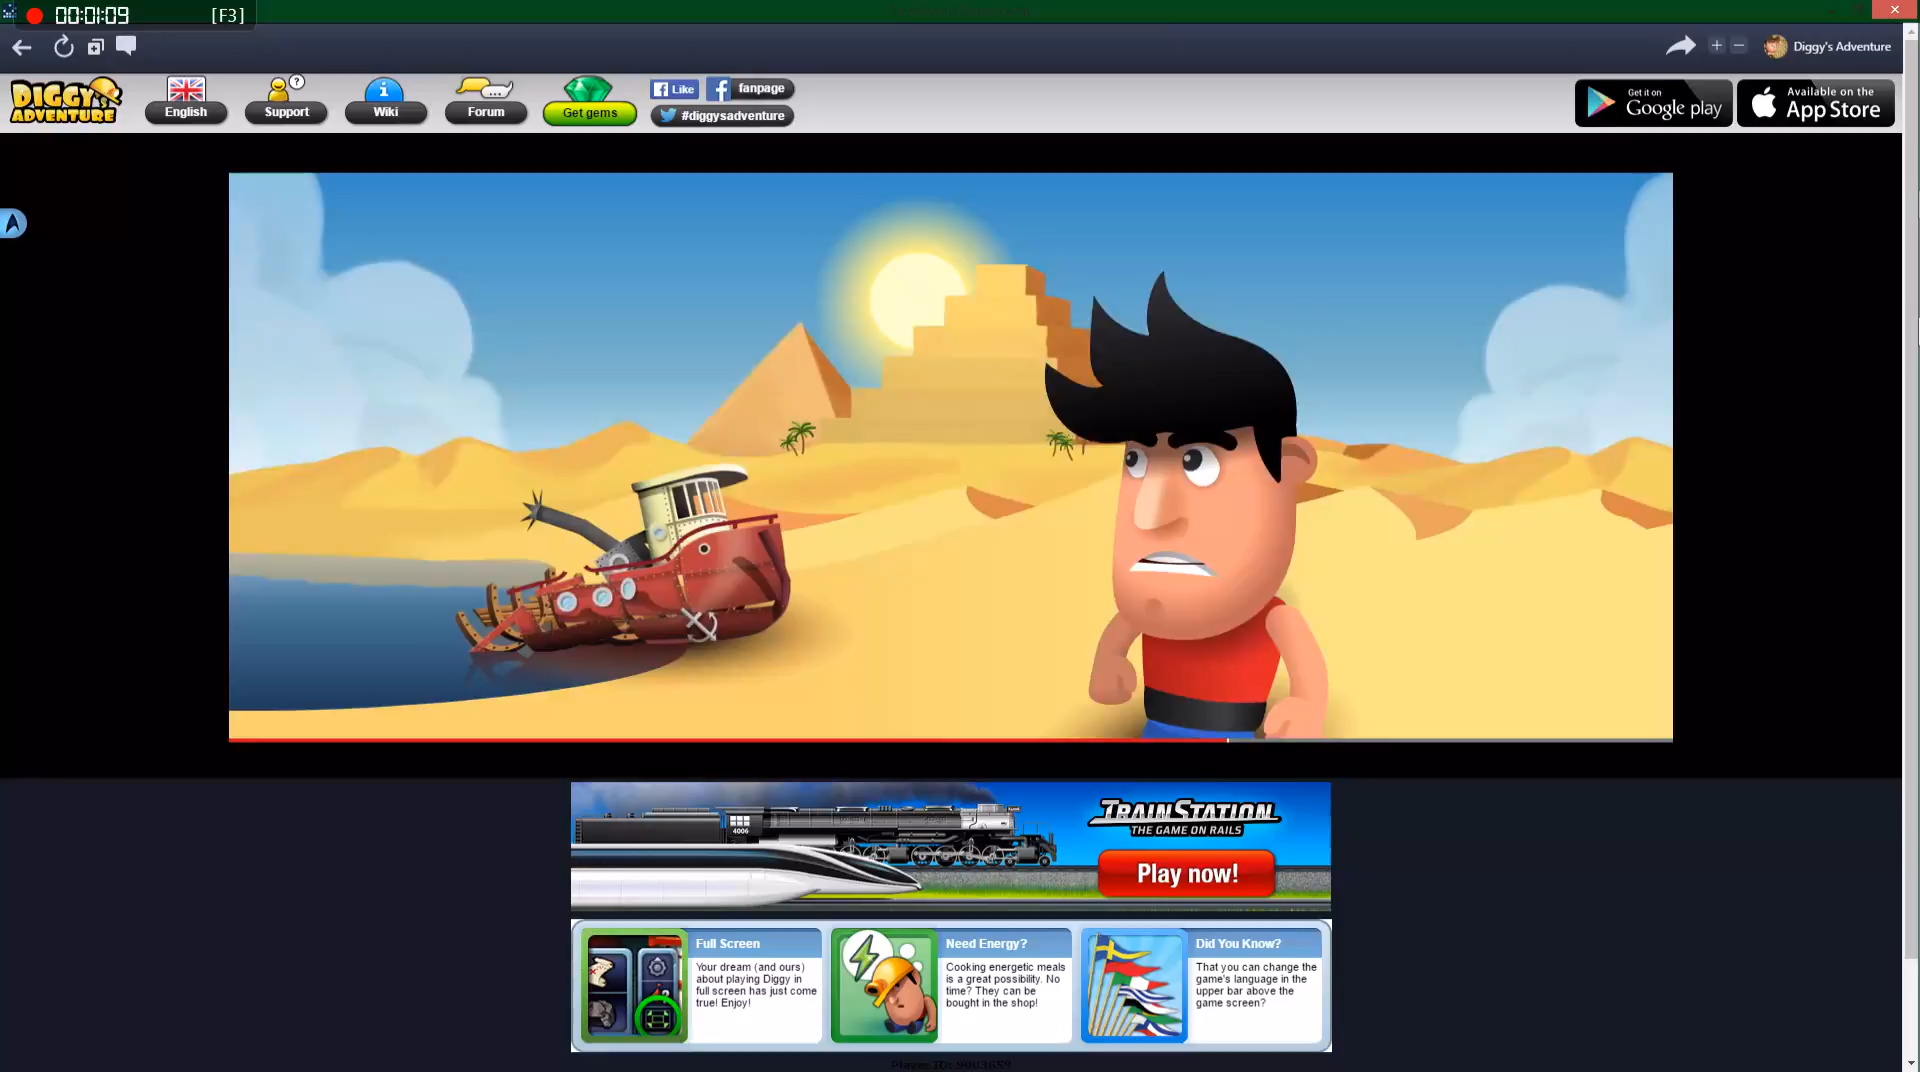 00:01:09
[F3]
Diggy's Adventure
DIGGY'S
ADVENTURE
English
?
Support
i
Wiki
Forum
Get gems
f Like
f fanpage
#diggysadventure
Get it on
Google play
Available on the
App Store
4006
TRAINSTATION
THE GAME ON RAILS
Play now!
Full Screen
Your dream (and ours)
about playing Diggy in
full screen has just come
true! Enjoy!
Need Energy?
Cooking energetic meals
is a great possibility. No
time? They can be
bought in the shop!
Did You Know?
That you can change the
game's language in the
upper bar above the
game screen?